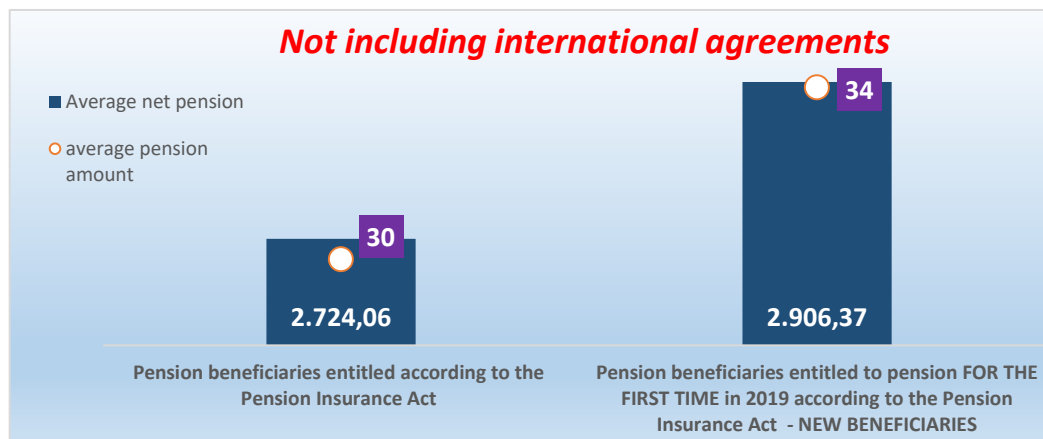 Not including international agreements
Average net pension
average pension
amount
34
30
2.724,06
2.906,37
Pension beneficiaries entitled according to the
Pension Insurance Act
Pension beneficiaries entitled to pension FOR THE
FIRST TIME in 2019 according to the Pension
Insurance Act - NEW BENEFICIARIES